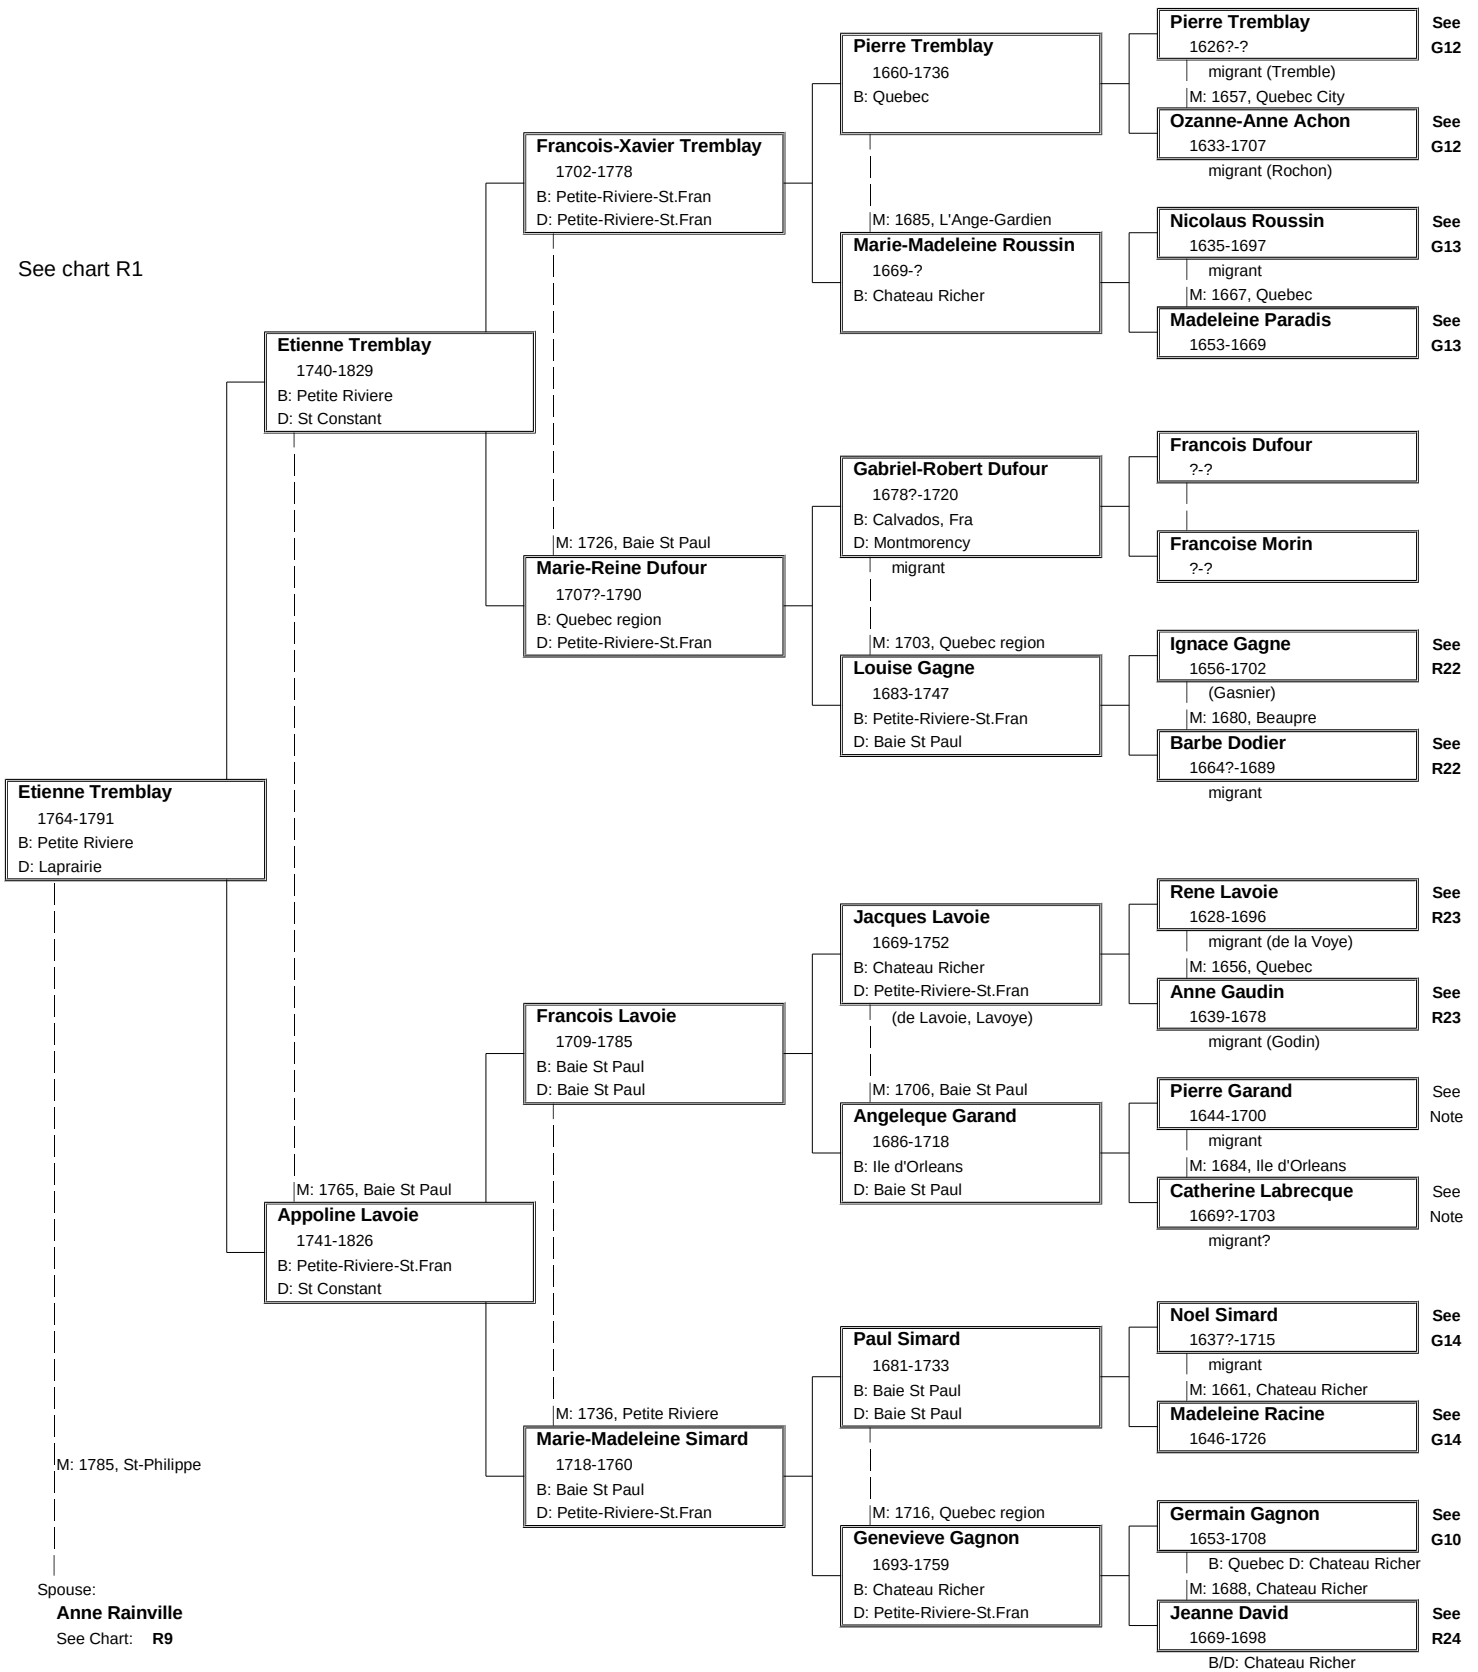 Pierre Tremblay
1626?-?
migrant (Tremble)
M: 1657, Quebec City
See
G12
Ozanne-Anne Achon
1633-1707
migrant (Rochon)
See
G12
Pierre Tremblay
1660-1736
B: Quebec
M: 1685, L'Ange-Gardien
Marie-Madeleine Roussin
1669-?
B: Chateau Richer
Nicolaus Roussin
1635-1697
migrant
M: 1667, Quebec
See
G13
Madeleine Paradis
1653-1669
See
G13
Francois-Xavier Tremblay
1702-1778
B: Petite-Riviere-St.Fran
D: Petite-Riviere-St.Fran
M: 1726, Baie St Paul
Marie-Reine Dufour
1707?-1790
B: Quebec region
D: Petite-Riviere-St.Fran
See chart R1
Etienne Tremblay
1740-1829
B: Petite Riviere
D: St Constant
M: 1765, Baie St Paul
Appoline Lavoie
1741-1826
B: Petite-Riviere-St.Fran
D: St Constant
Gabriel-Robert Dufour
1678?-1720
B: Calvados, Fra
D: Montmorency
migrant
M: 1703, Quebec region
Louise Gagne
1683-1747
B: Petite-Riviere-St.Fran
D: Baie St Paul
Francois Dufour
?-?
Francoise Morin
?-?
Ignace Gagne
1656-1702
(Gasnier)
M: 1680, Beaupre
See
R22
Barbe Dodier
1664?-1689
migrant
See
R22
Etienne Tremblay
1764-1791
B: Petite Riviere
D: Laprairie
M: 1785, St-Philippe
Spouse:
Anne Rainville
See Chart: R9
Francois Lavoie
1709-1785
B: Baie St Paul
D: Baie St Paul
M: 1736, Petite Riviere
Marie-Madeleine Simard
1718-1760
B: Baie St Paul
D: Petite-Riviere-St.Fran
Jacques Lavoie
1669-1752
B: Chateau Richer
D: Petite-Riviere-St.Fran
(de Lavoie, Lavoye)
M: 1706, Baie St Paul
Angeleque Garand
1686-1718
B: Ile d'Orleans
D: Baie St Paul
Rene Lavoie
1628-1696
migrant (de la Voye)
M: 1656, Quebec
See
R23
Anne Gaudin
1639-1678
migrant (Godin)
See
R23
Pierre Garand
1644-1700
migrant
M: 1684, Ile d'Orleans
See
Note
Catherine Labrecque
1669?-1703
migrant?
See
Note
Paul Simard
1681-1733
B: Baie St Paul
D: Baie St Paul
M: 1716, Quebec region
Genevieve Gagnon
1693-1759
B: Chateau Richer
D: Petite-Riviere-St.Fran
Noel Simard
1637?-1715
migrant
M: 1661, Chateau Richer
See
G14
Madeleine Racine
1646-1726
See
G14
Germain Gagnon
1653-1708
B: Quebec D: Chateau Richer
M: 1688, Chateau Richer
See
G10
Jeanne David
1669-1698
B/D: Chateau Richer
See
R24